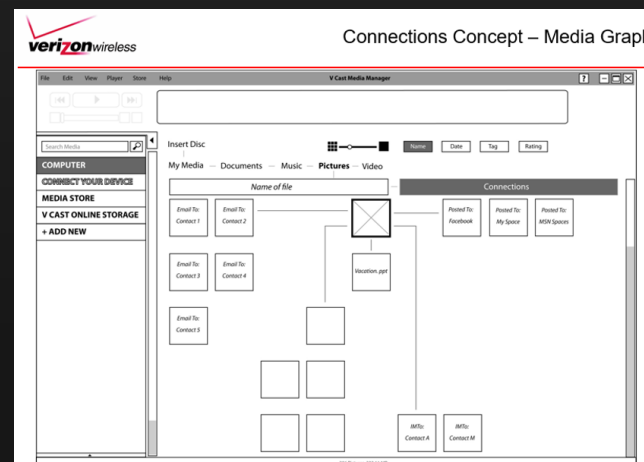 verizonwireless
Connections Concept – Media Grap
File Edit View Player Store Help V Cast Media Manager ?
Search Media
Insert Disc
Name Date Tag Rating
My Media – Documents – Music – Pictures – Video
COMPUTER
CONNECT YOUR DEVICE
MEDIA STORE
V CAST ONLINE STORAGE
+ ADD NEW
Name of file
Connections
Email To:
Contact 1
Email To:
Contact 2
Posted To:
Facebook
Posted To:
My Space
Posted To:
MSN Spaces
Email To:
Contact 3
Email To:
Contact 4
Vacation.ppt
Email To:
Contact 5
IMTo:
Contact A
IMTo:
Contact M